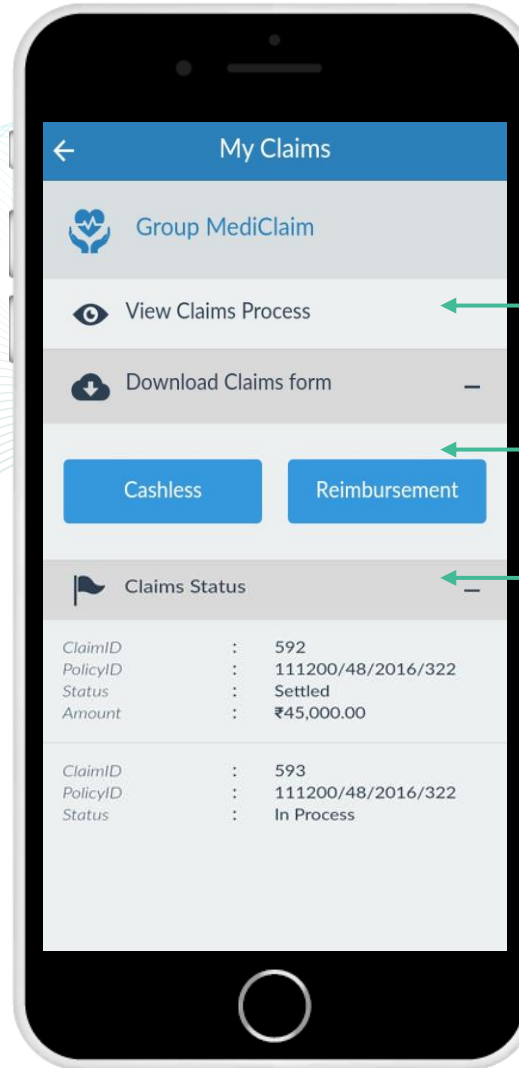 My Claims
Group MediClaim
View Claims Process
Download Claims form
Cashless Reimbursement
Claims Status
ClaimID : 592
PolicyID : 111200/48/2016/322
Status : Settled
Amount : ₹45,000.00
ClaimID : 593
PolicyID : 111200/48/2016/322
Status : In Process